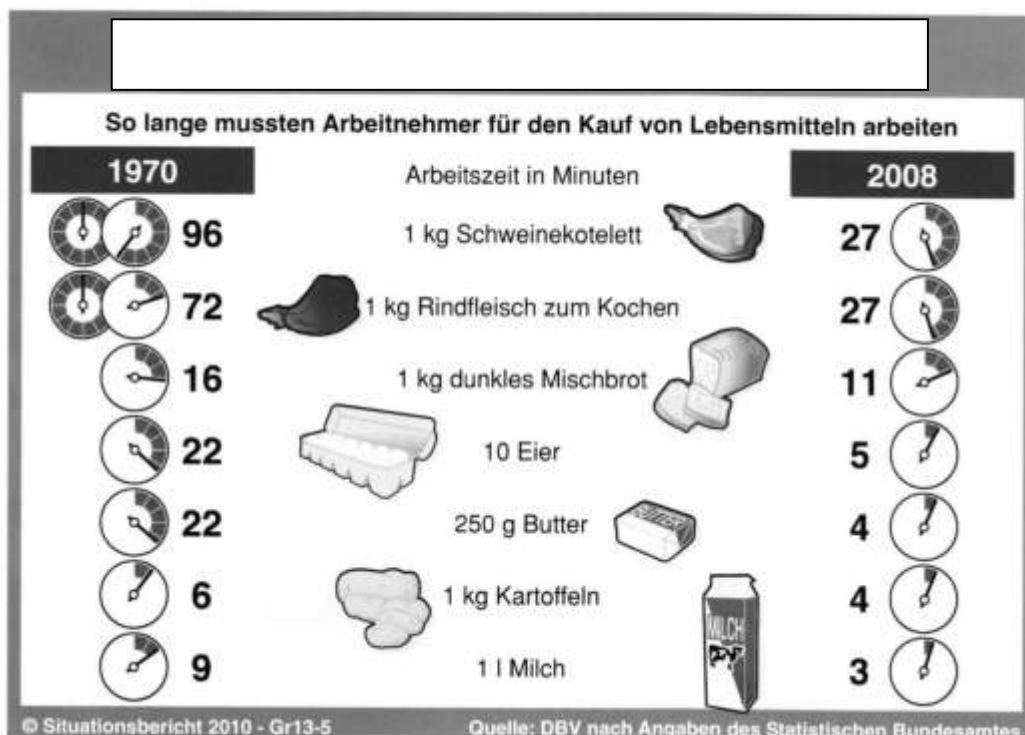 So lange mussten Arbeitnehmer für den Kauf von Lebensmitteln arbeiten
1970 Arbeitszeit in Minuten 2008
96 1 kg Schweinekotelett 27
72 1 kg Rindfleisch zum Kochen 27
16 1 kg dunkles Mischbrot 11
22 10 Eier 5
22 250 g Butter 4
6 1 kg Kartoffeln 4
9 1 l Milch 3
MILCH
© Situationsbericht 2010 - Gr13-5 Quelle: DBV nach Angaben des Statistischen Bundesamtes